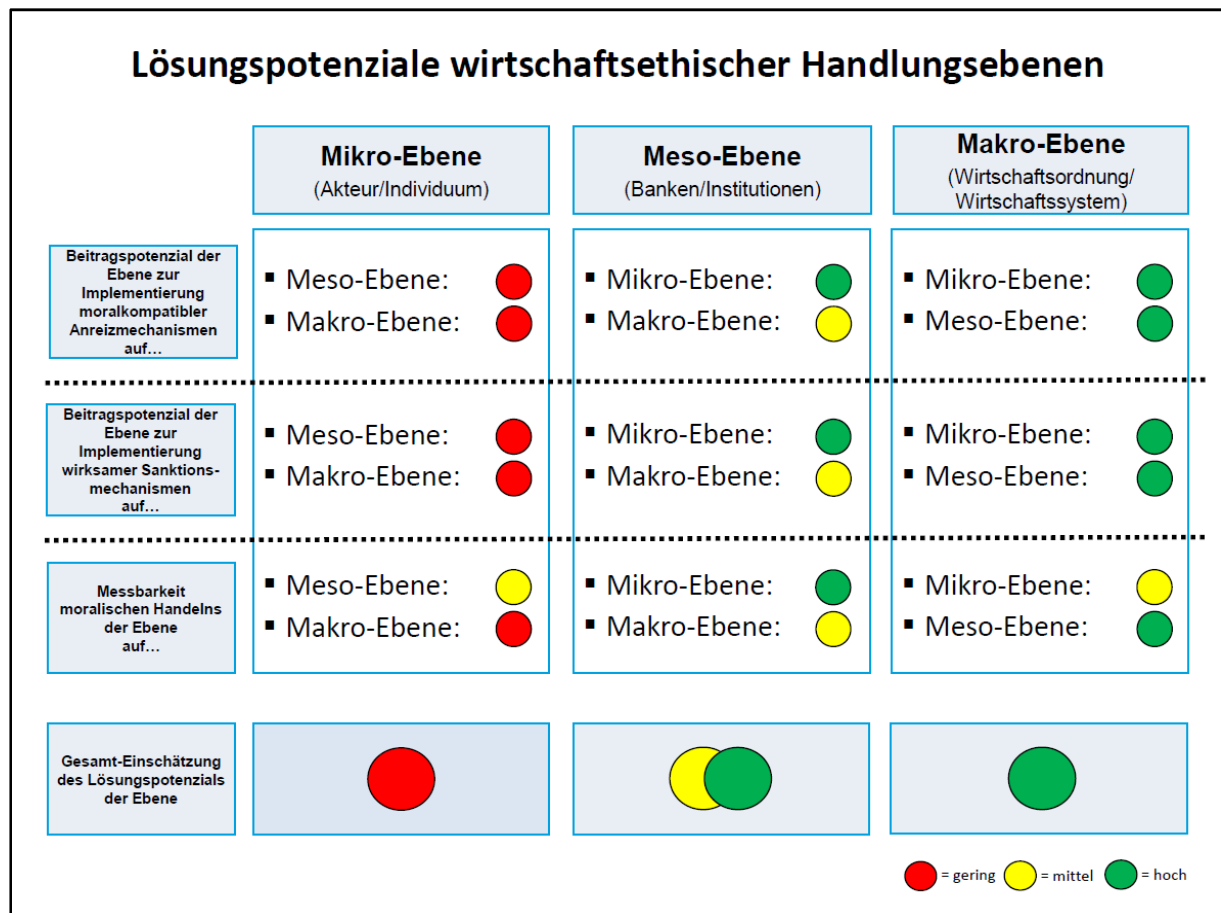 Lösungspotenziale wirtschaftsethischer Handlungsebenen
Mikro-Ebene
(Akteur/Individuum)
Meso-Ebene
(Banken/Institutionen)
Makro-Ebene
(Wirtschaftsordnung/
Wirtschaftssystem)
Beitragspotenzial der
Ebene zur
Implementierung
moralkompatibler
Anreizmechanismen
auf…
▪ Meso-Ebene:
▪ Makro-Ebene:
▪ Mikro-Ebene:
▪ Makro-Ebene:
▪ Mikro-Ebene:
▪ Meso-Ebene:
Beitragspotenzial der
Ebene zur
Implementierung
wirksamer Sanktions-
mechanismen
auf…
▪ Meso-Ebene:
▪ Makro-Ebene:
▪ Mikro-Ebene:
▪ Makro-Ebene:
▪ Mikro-Ebene:
▪ Meso-Ebene:
Messbarkeit
moralischen Handelns
der Ebene
auf…
▪ Meso-Ebene:
▪ Makro-Ebene:
▪ Mikro-Ebene:
▪ Makro-Ebene:
▪ Mikro-Ebene:
▪ Meso-Ebene:
Gesamt-Einschätzung
des Lösungspotenzials
der Ebene
= gering = mittel = hoch